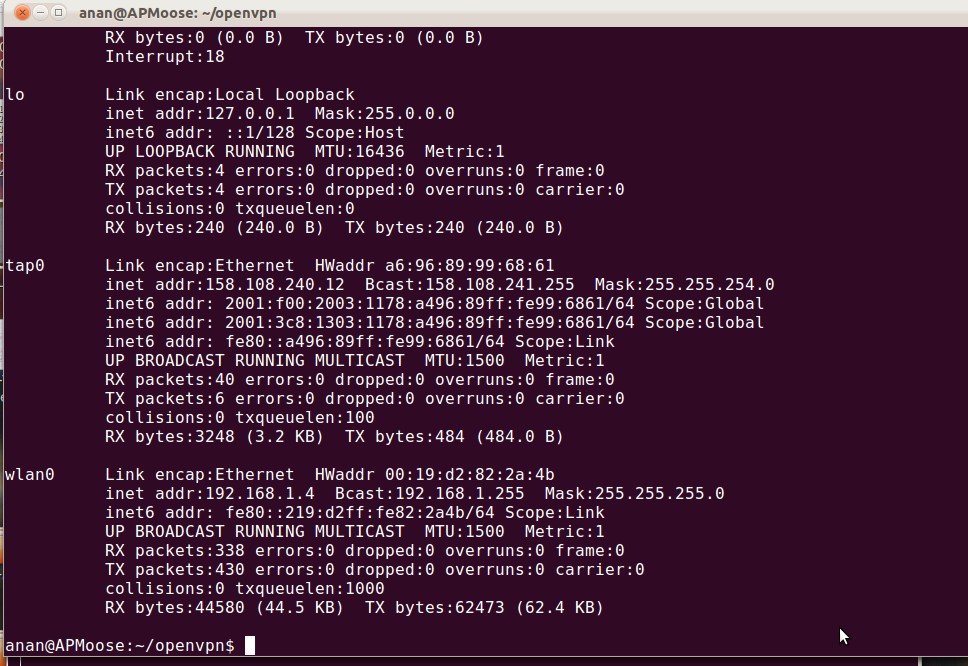 anan@APMoose: ~/openvpn
RX bytes:0 (0.0 B)  TX bytes:0 (0.0 B)
Interrupt:18
lo        Link encap:Local Loopback
inet addr:127.0.0.1  Mask:255.0.0.0
inet6 addr: ::1/128 Scope:Host
UP LOOPBACK RUNNING  MTU:16436  Metric:1
RX packets:4 errors:0 dropped:0 overruns:0 frame:0
TX packets:4 errors:0 dropped:0 overruns:0 carrier:0
collisions:0 txqueuelen:0
RX bytes:240 (240.0 B)  TX bytes:240 (240.0 B)
tap0      Link encap:Ethernet  HWaddr a6:96:89:99:68:61
inet addr:158.108.240.12  Bcast:158.108.241.255  Mask:255.255.254.0
inet6 addr: 2001:f00:2003:1178:a496:89ff:fe99:6861/64 Scope:Global
inet6 addr: 2001:3c8:1303:1178:a496:89ff:fe99:6861/64 Scope:Global
inet6 addr: fe80::a496:89ff:fe99:6861/64 Scope:Link
UP BROADCAST RUNNING MULTICAST  MTU:1500  Metric:1
RX packets:40 errors:0 dropped:0 overruns:0 frame:0
TX packets:6 errors:0 dropped:0 overruns:0 carrier:0
collisions:0 txqueuelen:100
RX bytes:3248 (3.2 KB)  TX bytes:484 (484.0 B)
wlan0     Link encap:Ethernet  HWaddr 00:19:d2:82:2a:4b
inet addr:192.168.1.4  Bcast:192.168.1.255  Mask:255.255.255.0
inet6 addr: fe80::219:d2ff:fe82:2a4b/64 Scope:Link
UP BROADCAST RUNNING MULTICAST  MTU:1500  Metric:1
RX packets:338 errors:0 dropped:0 overruns:0 frame:0
TX packets:430 errors:0 dropped:0 overruns:0 carrier:0
collisions:0 txqueuelen:1000
RX bytes:44580 (44.5 KB)  TX bytes:62473 (62.4 KB)
anan@APMoose:~/openvpn$